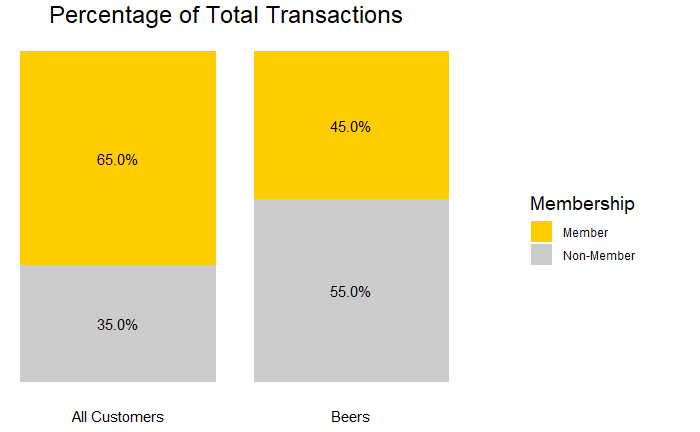 Percentage of Total Transactions
65.0%
45.0%
35.0%
55.0%
All Customers
Beers
Membership
Member
Non-Member